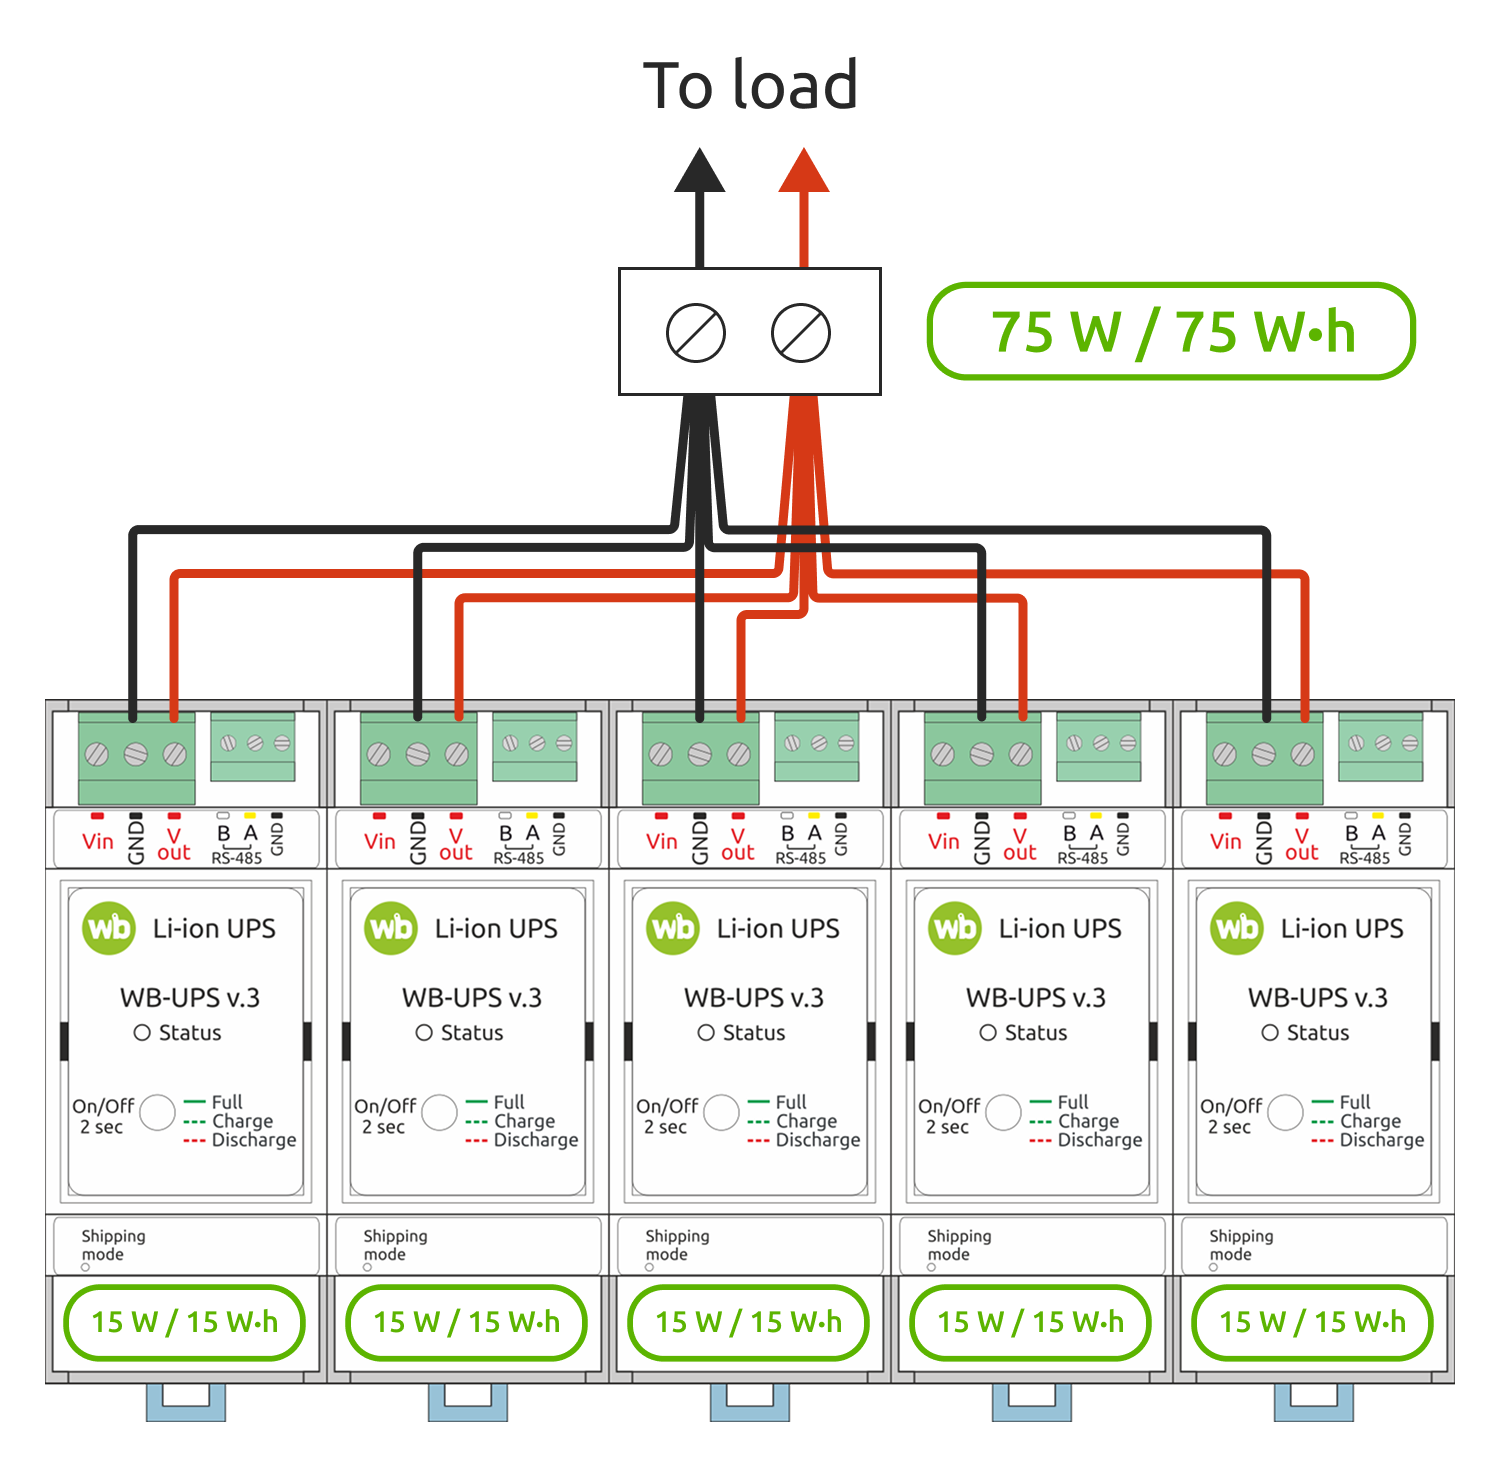 To load
75 W / 75 W·h
Vin GND V out B A GND RS-485
Vin GND V out B A GND RS-485
Vin GND V out B A GND RS-485
Vin GND V out B A GND RS-485
Vin GND V out B A GND RS-485
wb Li-ion UPS
WB-UPS v.3
Status
On/Off
2 sec
Full
Charge
Discharge
Shipping
mode
15 W / 15 W·h
wb Li-ion UPS
WB-UPS v.3
Status
On/Off
2 sec
Full
Charge
Discharge
Shipping
mode
15 W / 15 W·h
wb Li-ion UPS
WB-UPS v.3
Status
On/Off
2 sec
Full
Charge
Discharge
Shipping
mode
15 W / 15 W·h
wb Li-ion UPS
WB-UPS v.3
Status
On/Off
2 sec
Full
Charge
Discharge
Shipping
mode
15 W / 15 W·h
wb Li-ion UPS
WB-UPS v.3
Status
On/Off
2 sec
Full
Charge
Discharge
Shipping
mode
15 W / 15 W·h